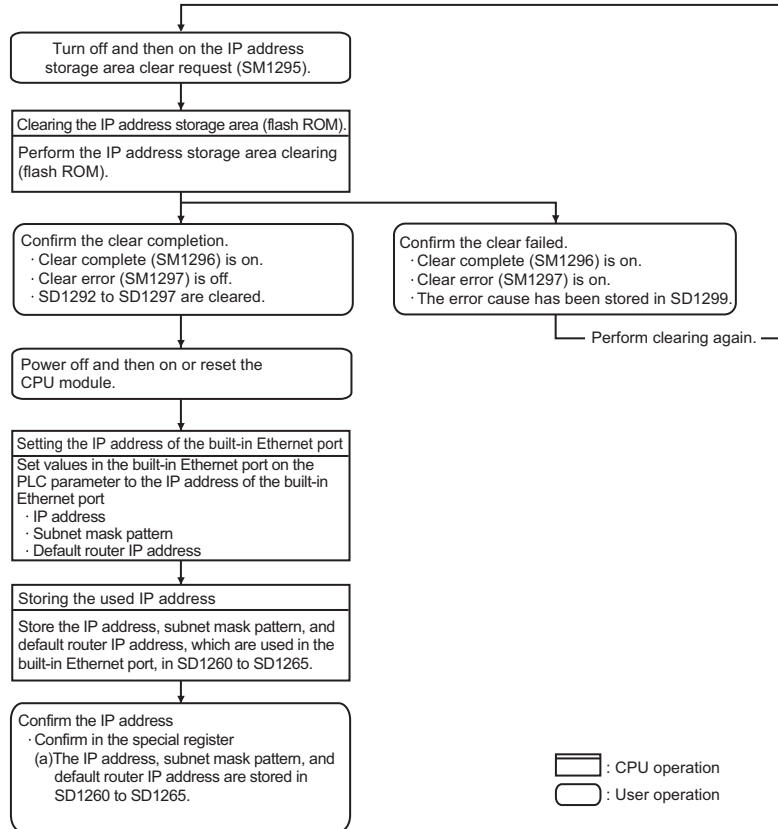 Turn off and then on the IP address
storage area clear request (SM1295).
Clearing the IP address storage area (flash ROM).
Perform the IP address storage area clearing
(flash ROM).
Confirm the clear completion.
· Clear complete (SM1296) is on.
· Clear error (SM1297) is off.
· SD1292 to SD1297 are cleared.
Confirm the clear failed.
· Clear complete (SM1296) is on.
· Clear error (SM1297) is on.
· The error cause has been stored in SD1299.
Perform clearing again.
Power off and then on or reset the
CPU module.
Setting the IP address of the built-in Ethernet port
Set values in the built-in Ethernet port on the
PLC parameter to the IP address of the built-in
Ethernet port
· IP address
· Subnet mask pattern
· Default router IP address
Storing the used IP address
Store the IP address, subnet mask pattern, and
default router IP address, which are used in the
built-in Ethernet port, in SD1260 to SD1265.
Confirm the IP address
· Confirm in the special register
(a)The IP address, subnet mask pattern, and
default router IP address are stored in
SD1260 to SD1265.
: CPU operation
: User operation